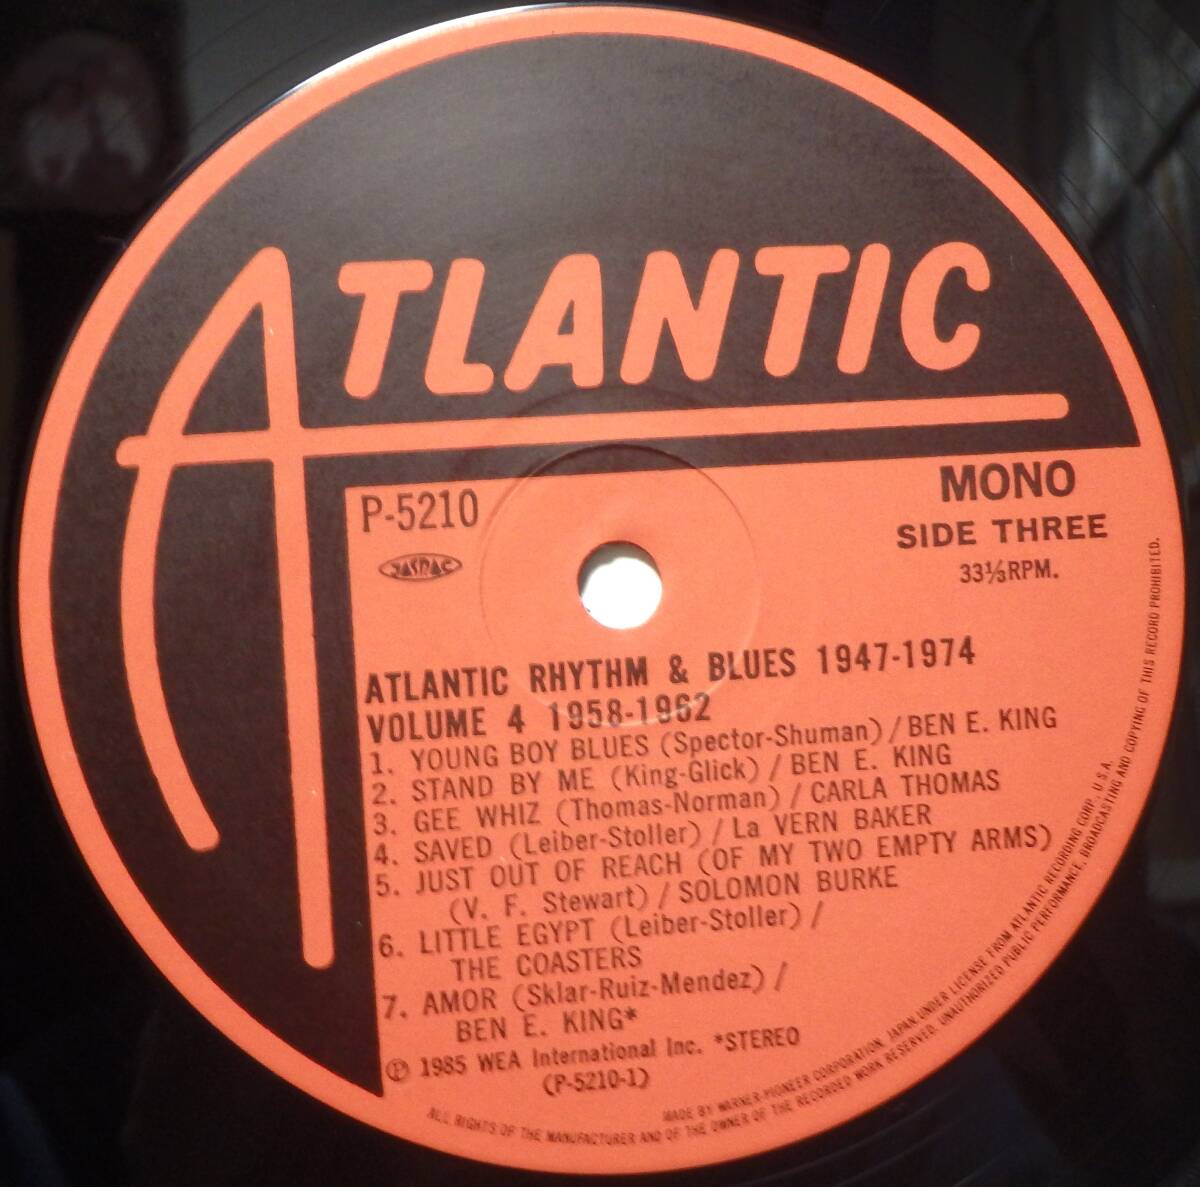 ATLANTIC
P-5210
MONO
JASRAC
SIDE THREE
33⅓RPM.
ATLANTIC RHYTHM & BLUES 1947-1974
VOLUME 4 1958-1962
1. YOUNG BOY BLUES (Spector-Shuman) / BEN E. KING
2. STAND BY ME (King-Glick) / BEN E. KING
3. GEE WHIZ (Thomas-Norman) / CARLA THOMAS
4. SAVED (Leiber-Stoller) / La VERN BAKER
5. JUST OUT OF REACH (OF MY TWO EMPTY ARMS)
(V. F. Stewart) / SOLOMON BURKE
6. LITTLE EGYPT (Leiber-Stoller) /
THE COASTERS
7. AMOR (Sklar-Ruiz-Mendez) /
BEN E. KING*
Ⓟ 1985 WEA International Inc. *STEREO
(P-5210-1)
MADE BY WARNER-PIONEER CORPORATION, JAPAN UNDER LICENSE FROM ATLANTIC RECORDING CORP., U.S.A.
ALL RIGHTS OF THE MANUFACTURER AND OF THE OWNER OF THE RECORDED WORK RESERVED. UNAUTHORIZED PUBLIC PERFORMANCE, BROADCASTING AND COPYING OF THIS RECORD PROHIBITED.